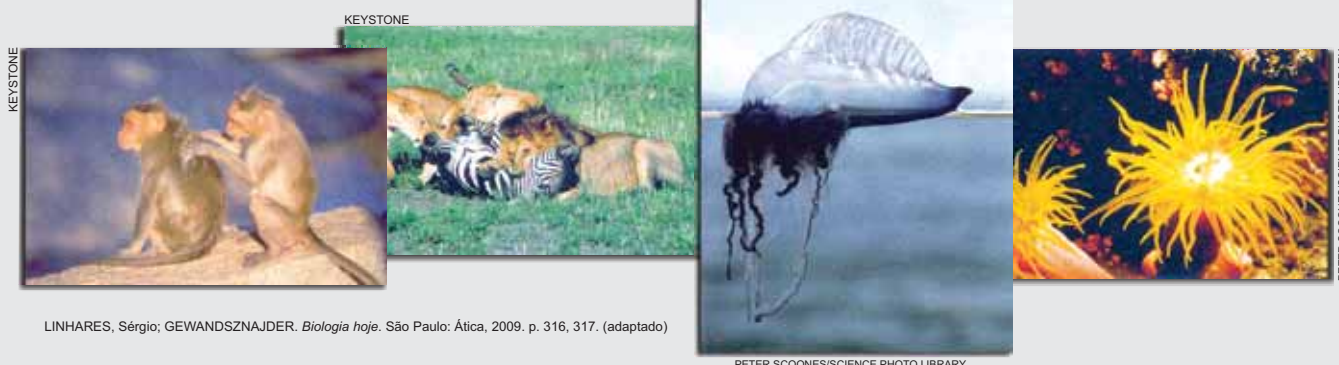 KEYSTONE
KEYSTONE
LINHARES, Sérgio; GEWANDSZNAJDER. Biologia hoje. São Paulo: Ática, 2009. p. 316, 317. (adaptado)
PETER SCOONES/SCIENCE PHOTO LIBRARY